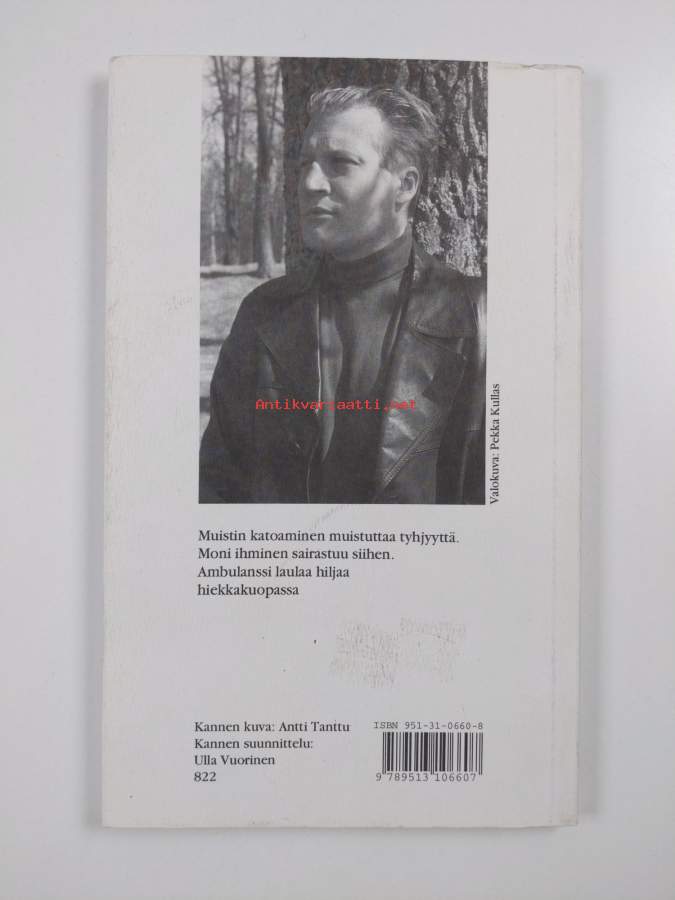 Antikvariaatti.net
Valokuva: Pekka Kullas
Muistin katoaminen muistuttaa tyhjyyttä.
Moni ihminen sairastuu siihen.
Ambulanssi laulaa hiljaa
hiekkakuopassa
Kannen kuva: Antti Tanttu
Kannen suunnittelu:
Ulla Vuorinen
822
ISBN 951-31-0660-8
9 789513 106607